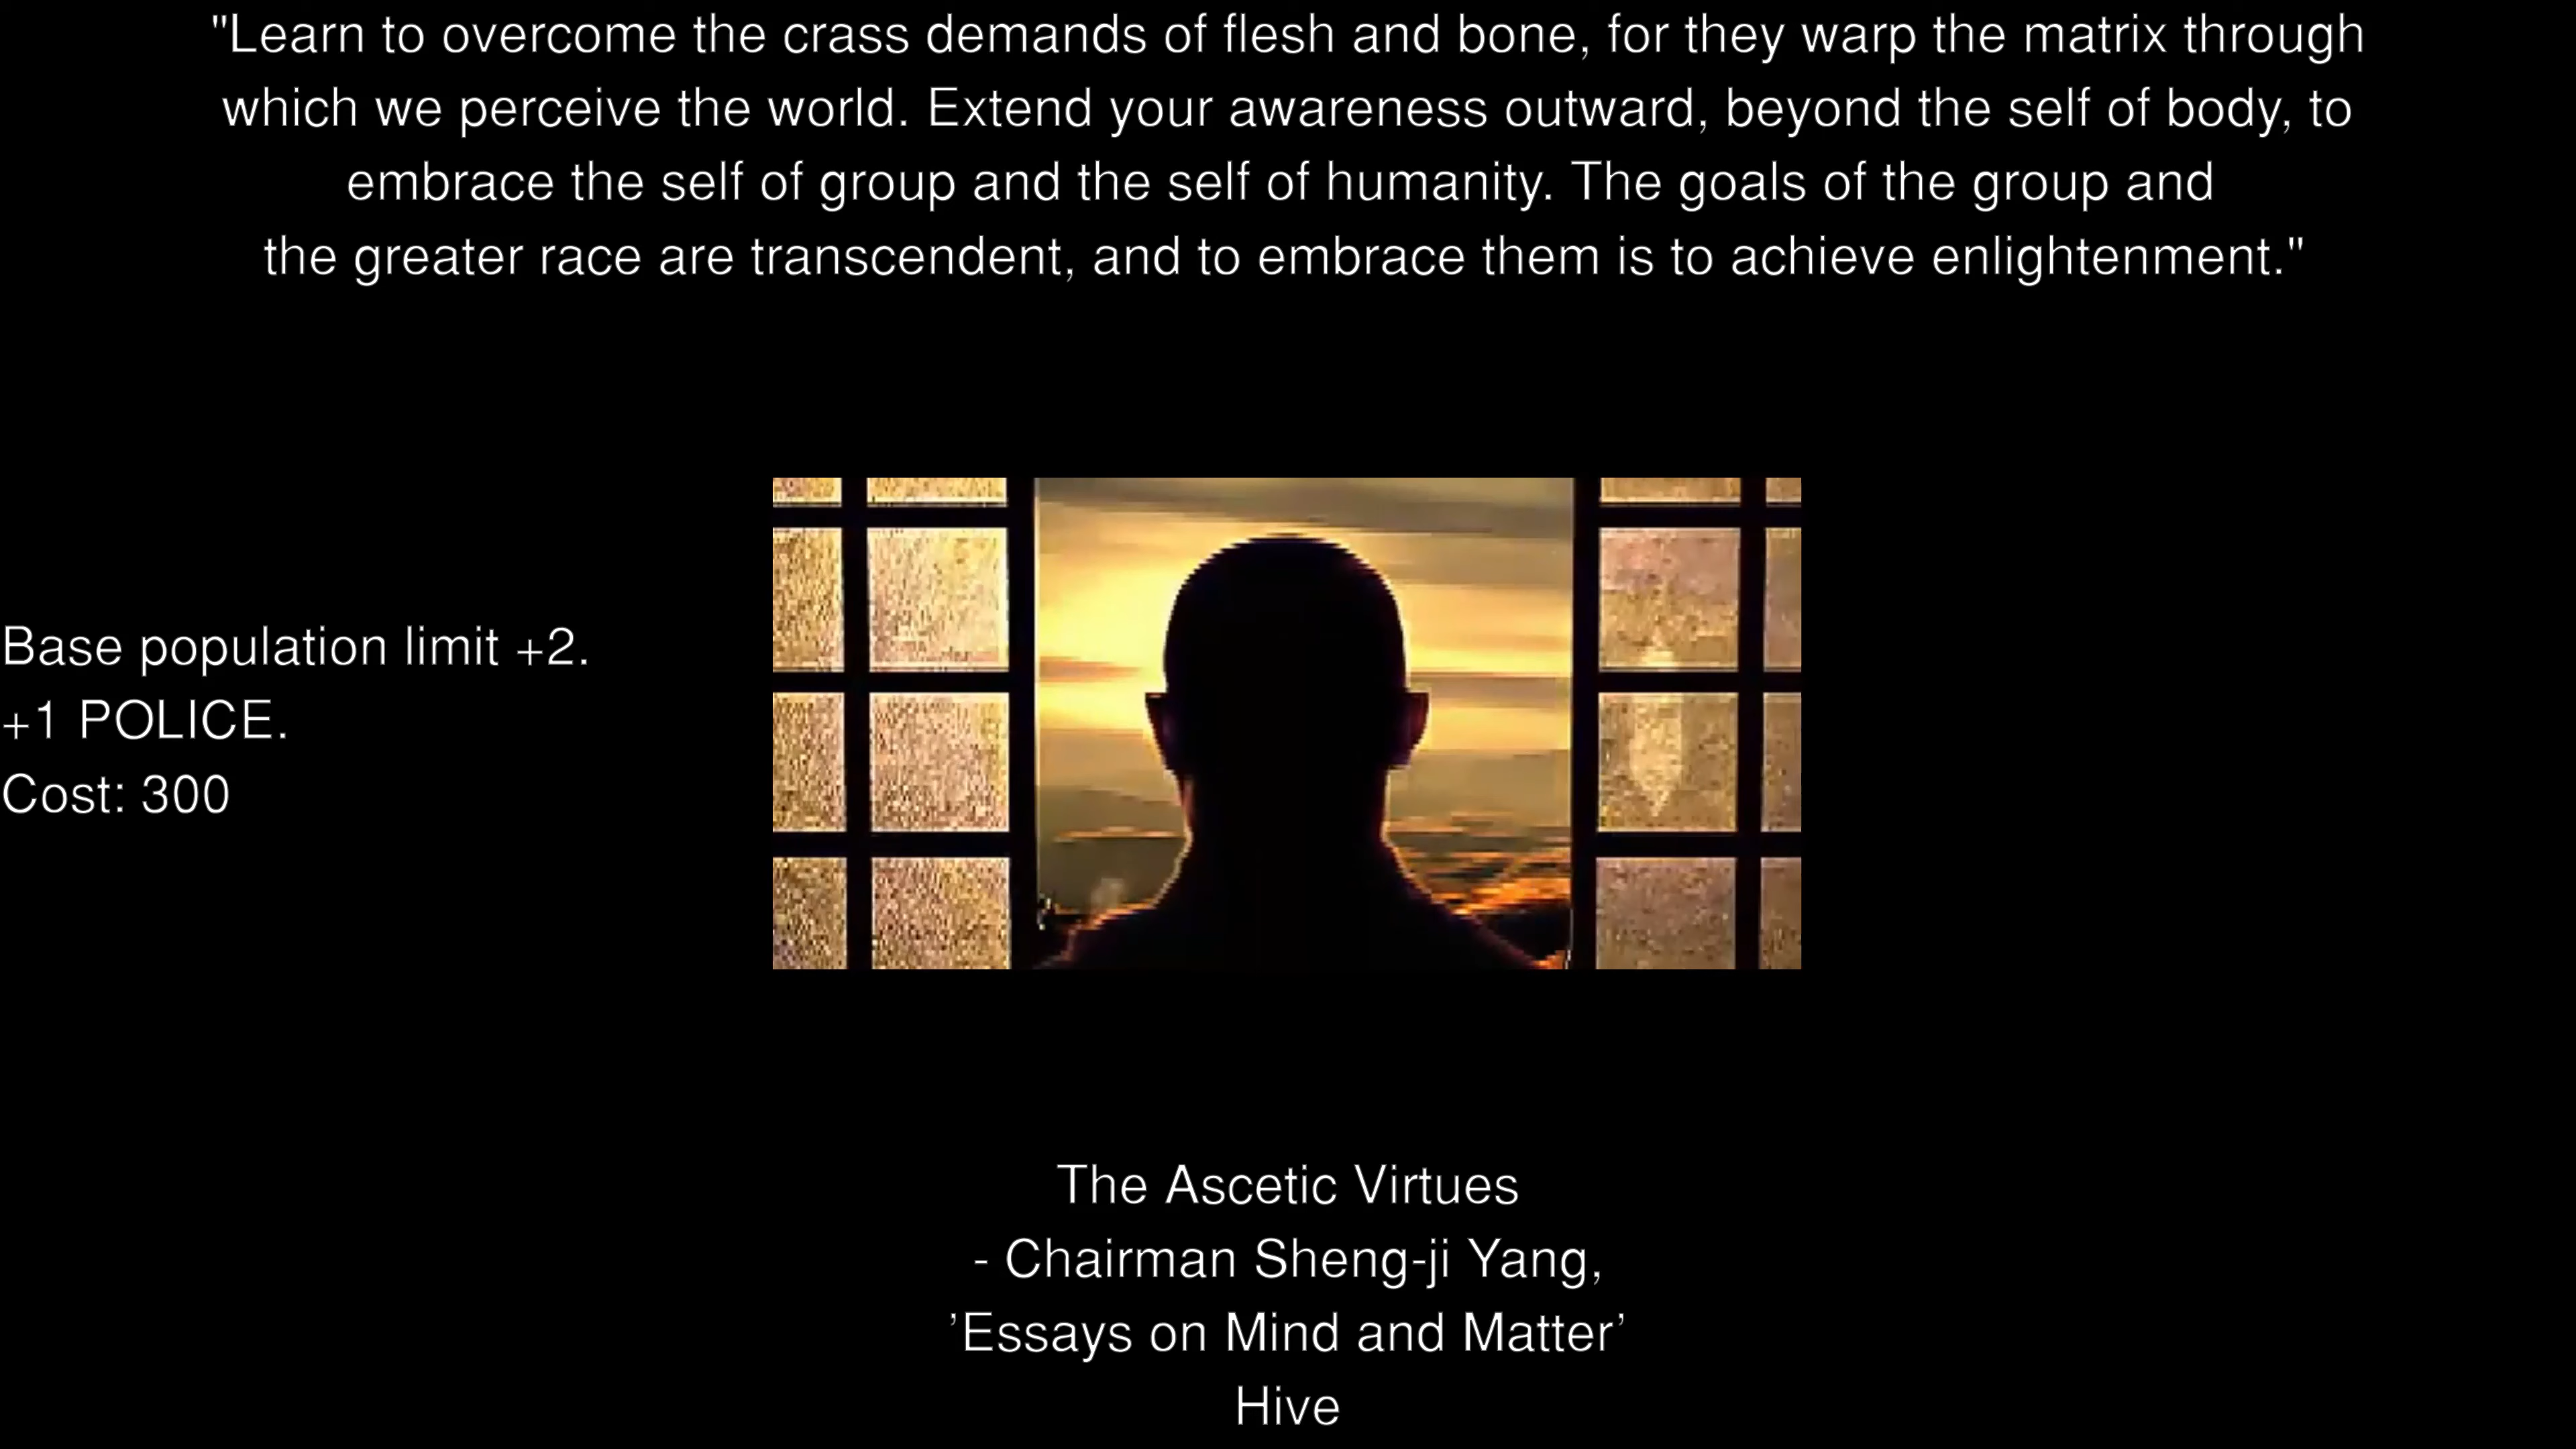 "Learn to overcome the crass demands of flesh and bone, for they warp the matrix through
which we perceive the world. Extend your awareness outward, beyond the self of body, to
embrace the self of group and the self of humanity. The goals of the group and
the greater race are transcendent, and to embrace them is to achieve enlightenment."
Base population limit +2.
+1 POLICE.
Cost: 300
The Ascetic Virtues
- Chairman Sheng-ji Yang,
’Essays on Mind and Matter’
Hive